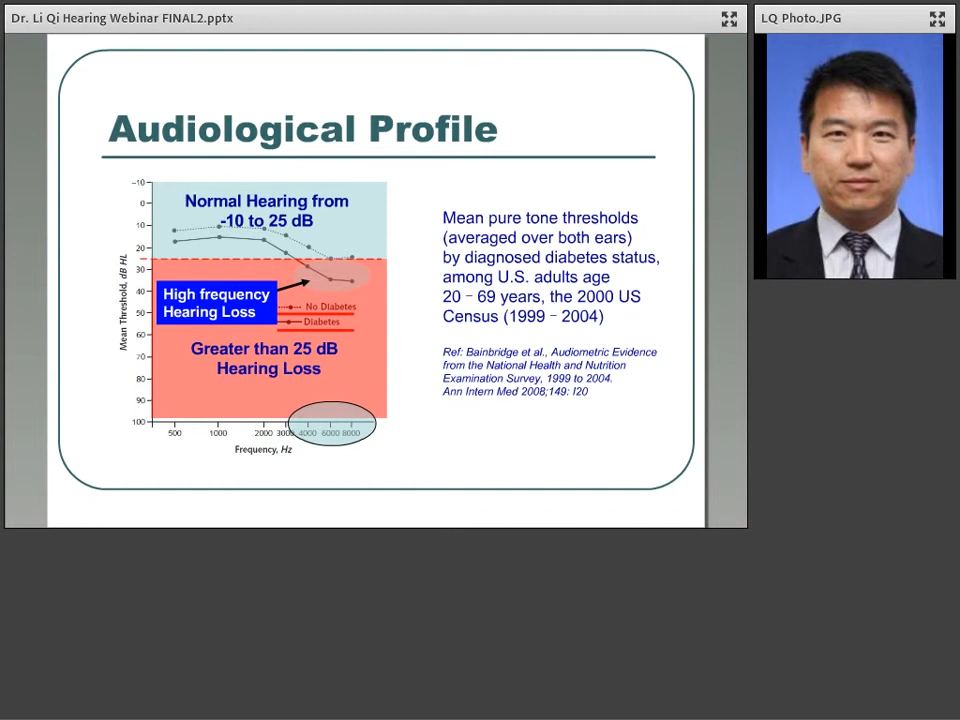 Dr. Li Qi Hearing Webinar FINAL2.pptx
LQ Photo.JPG
Audiological Profile
Normal Hearing from
-10 to 25 dB
High frequency
Hearing Loss
No Diabetes
Diabetes
Greater than 25 dB
Hearing Loss
Mean Threshold, dB HL
−10
0
10
20
30
40
50
60
70
80
90
100
500 1000 2000 3000 4000 6000 8000
Frequency, Hz
Mean pure tone thresholds
(averaged over both ears)
by diagnosed diabetes status,
among U.S. adults age
20–69 years, the 2000 US
Census (1999–2004)
Ref: Bainbridge et al., Audiometric Evidence
from the National Health and Nutrition
Examination Survey, 1999 to 2004.
Ann Intern Med 2008;149: I20